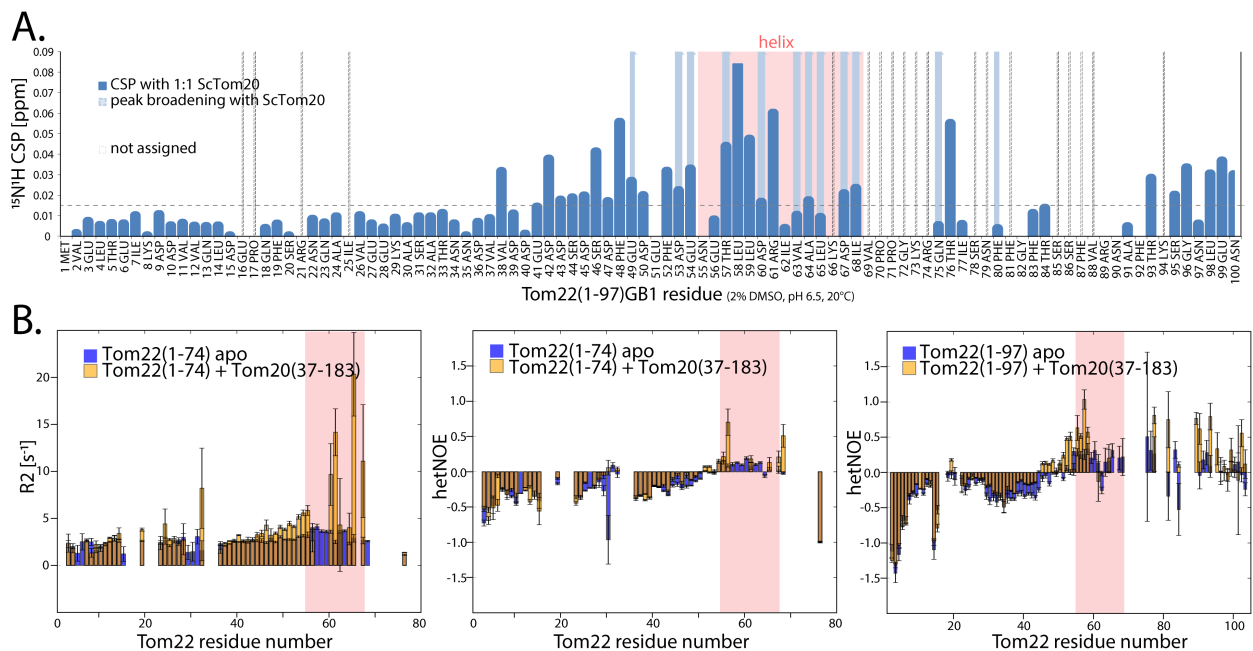 A.
helix
CSP with 1:1 ScTom20
peak broadening with ScTom20
not assigned
¹⁵N¹H CSP [ppm]
0.09
0.08
0.07
0.06
0.05
0.04
0.03
0.02
0.01
0
1 MET
2 VAL
3 GLU
4 LEU
5 THR
6 GLU
7 ILE
8 LYS
9 ASP
10 ASP
11 VAL
12 VAL
13 GLN
14 LEU
15 ASP
16 GLU
17 PRO
18 GLN
19 PHE
20 SER
21 ARG
22 ASN
23 GLN
24 ALA
25 ILE
26 VAL
27 GLU
28 GLU
29 LYS
30 ALA
31 SER
32 ALA
33 THR
34 ASN
35 ASN
36 ASP
37 VAL
38 VAL
39 ASP
40 ASP
41 GLU
42 ASP
43 ASP
44 SER
45 ASP
46 SER
47 ASP
48 PHE
49 GLU
50 ASP
51 GLU
52 PHE
53 ASP
54 GLU
55 ASN
56 GLU
57 THR
58 LEU
59 LEU
60 ASP
61 ARG
62 ILE
63 VAL
64 ALA
65 LEU
66 LYS
67 ASP
68 ILE
69 VAL
70 PRO
71 PRO
72 GLY
73 LYS
74 ARG
75 GLN
76 THR
77 ILE
78 SER
79 ASN
80 PHE
81 PHE
82 GLY
83 PHE
84 THR
85 SER
86 SER
87 PHE
88 VAL
89 ARG
90 ASN
91 ALA
92 PHE
93 THR
94 LYS
95 SER
96 GLY
97 ASN
98 LEU
99 GLU
100 ASN
Tom22(1-97)GB1 residue (2% DMSO, pH 6.5, 20°C)
B.
Tom22(1-74) apo
Tom22(1-74) + Tom20(37-183)
R2 [s⁻¹]
20
15
10
5
0
0 20 40 60 80
Tom22 residue number
Tom22(1-74) apo
Tom22(1-74) + Tom20(37-183)
hetNOE
1.5
1.0
0.5
0.0
-0.5
-1.0
-1.5
0 20 40 60 80
Tom22 residue number
Tom22(1-97) apo
Tom22(1-97) + Tom20(37-183)
hetNOE
1.5
1.0
0.5
0.0
-0.5
-1.0
-1.5
20 40 60 80 100
Tom22 residue number